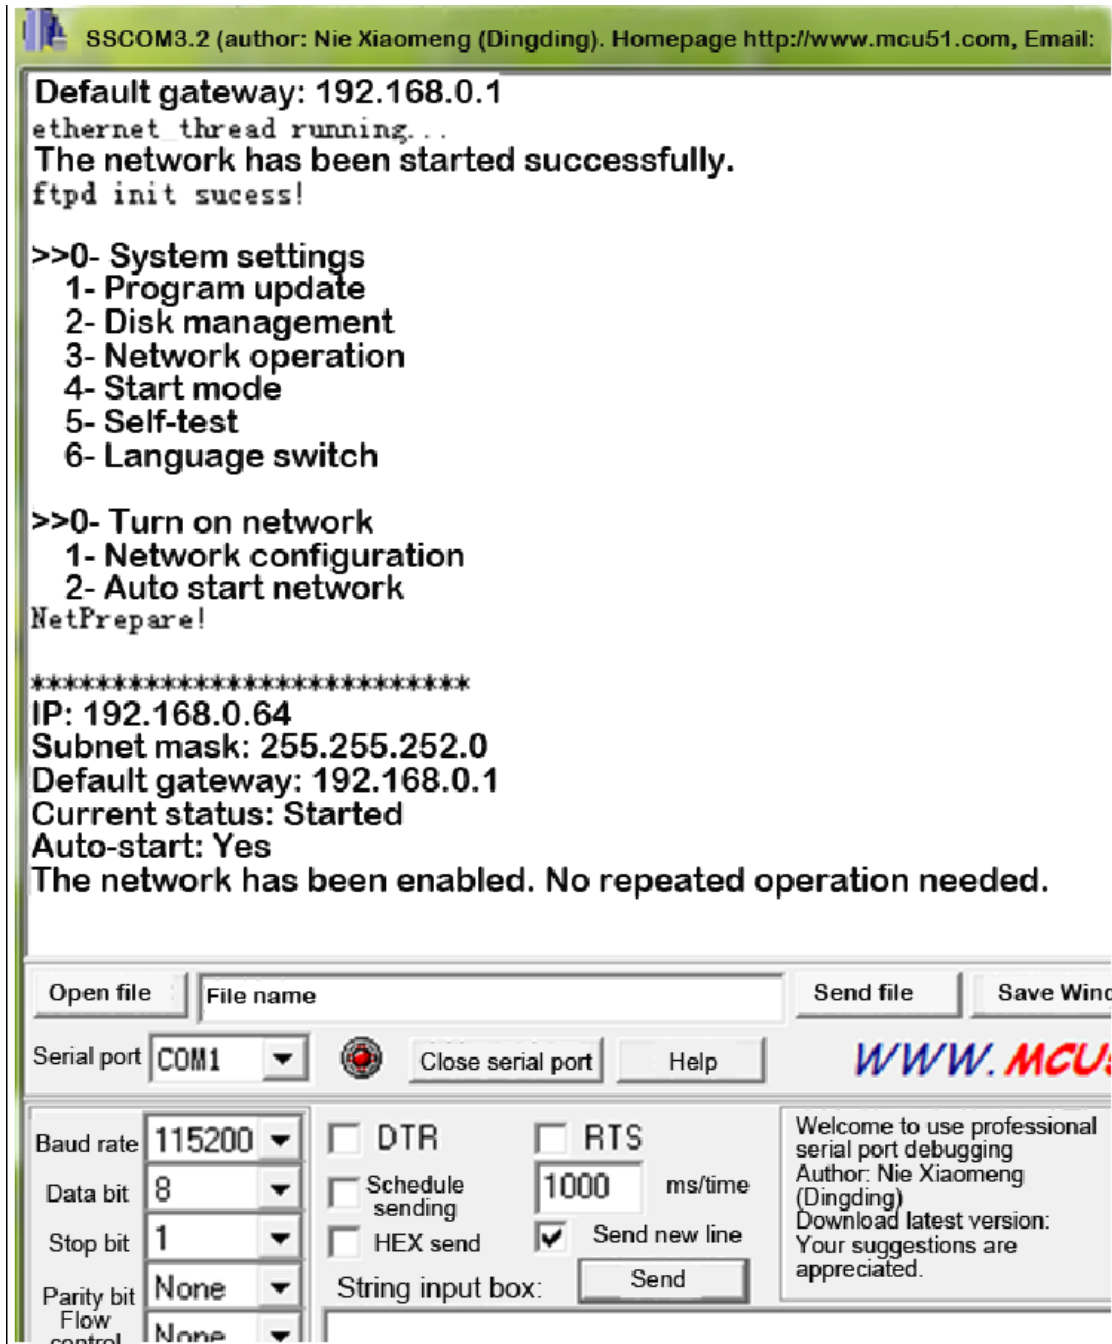 SSCOM3.2 (author: Nie Xiaomeng (Dingding). Homepage http://www.mcu51.com, Email:
Default gateway: 192.168.0.1
ethernet_thread running...
The network has been started successfully.
ftpd init sucess!
>>0- System settings
1- Program update
2- Disk management
3- Network operation
4- Start mode
5- Self-test
6- Language switch
>>0- Turn on network
1- Network configuration
2- Auto start network
NetPrepare!
***************************
IP: 192.168.0.64
Subnet mask: 255.255.252.0
Default gateway: 192.168.0.1
Current status: Started
Auto-start: Yes
The network has been enabled. No repeated operation needed.
Open file File name Send file Save Wind
Serial port COM1 Close serial port Help WWW.MCU
Baud rate 115200 DTR RTS
Data bit 8 Schedule sending 1000 ms/time
Stop bit 1 HEX send Send new line
Parity bit None String input box: Send
Flow control None
Welcome to use professional
serial port debugging
Author: Nie Xiaomeng
(Dingding)
Download latest version:
Your suggestions are
appreciated.